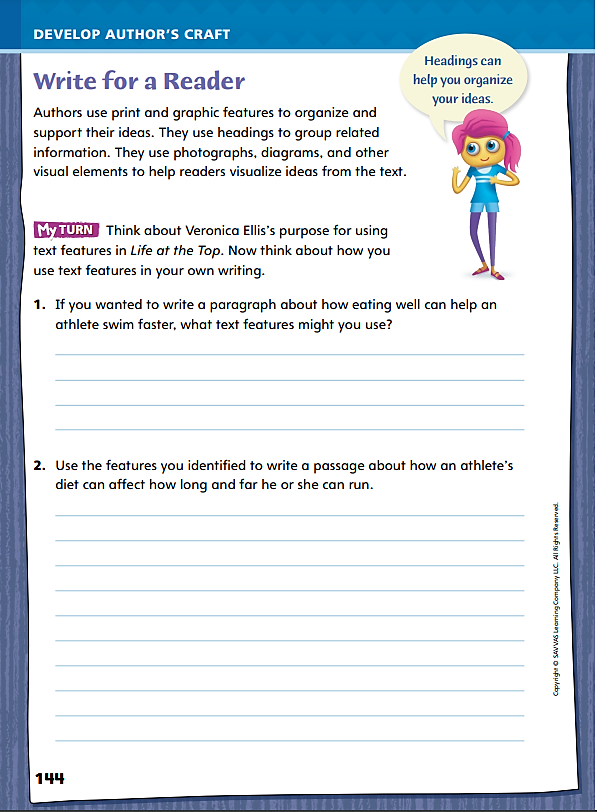 DEVELOP AUTHOR'S CRAFT
Write for a Reader
Headings can
help you organize
your ideas.
Authors use print and graphic features to organize and
support their ideas. They use headings to group related
information. They use photographs, diagrams, and other
visual elements to help readers visualize ideas from the text.
My TURN Think about Veronica Ellis's purpose for using
text features in Life at the Top. Now think about how you
use text features in your own writing.
1. If you wanted to write a paragraph about how eating well can help an
athlete swim faster, what text features might you use?
2. Use the features you identified to write a passage about how an athlete's
diet can affect how long and far he or she can run.
Copyright © SAVVAS Learning Company LLC. All Rights Reserved.
144